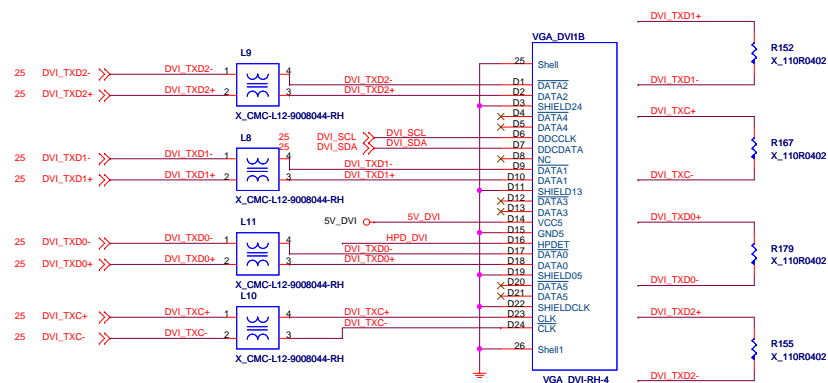 VGA_DVI1B
DVI_TXD1+
L9
25 DVI_TXD2- DVI_TXD2- 1 4 DVI_TXD2- D1 DATA2
25 DVI_TXD2+ DVI_TXD2+ 2 3 DVI_TXD2+ D2 DATA2
X_CMC-L12-9008044-RH
25 Shell
R152
X_110R0402
DVI_TXD1-
D3 SHIELD24
D4 DATA4
D5 DATA4
25 DVI_SCL DVI_SCL D6 DDCCLK
25 DVI_SDA DVI_SDA D7 DDCDATA
D8 NC
DVI_TXC+
L8
25 DVI_TXD1- DVI_TXD1- 1 4 DVI_TXD1- D9 DATA1
25 DVI_TXD1+ DVI_TXD1+ 2 3 DVI_TXD1+ D10 DATA1
X_CMC-L12-9008044-RH
R167
X_110R0402
DVI_TXC-
D11 SHIELD13
D12 DATA3
D13 DATA3
5V_DVI 5V_DVI D14 VCC5
D15 GND5
HPD_DVI D16 HPDET
DVI_TXD0+
L11
25 DVI_TXD0- DVI_TXD0- 1 4 DVI_TXD0- D17 DATA0
25 DVI_TXD0+ DVI_TXD0+ 2 3 DVI_TXD0+ D18 DATA0
X_CMC-L12-9008044-RH
R179
X_110R0402
DVI_TXD0-
D19 SHIELD05
D20 DATA5
D21 DATA5
D22 SHIELDCLK
L10
25 DVI_TXC+ DVI_TXC+ 1 4 DVI_TXC+ D23 CLK
25 DVI_TXC- DVI_TXC- 2 3 DVI_TXC- D24 CLK
X_CMC-L12-9008044-RH
26 Shell1
DVI_TXD2+
R155
X_110R0402
DVI_TXD2-
VGA_DVI-RH-4